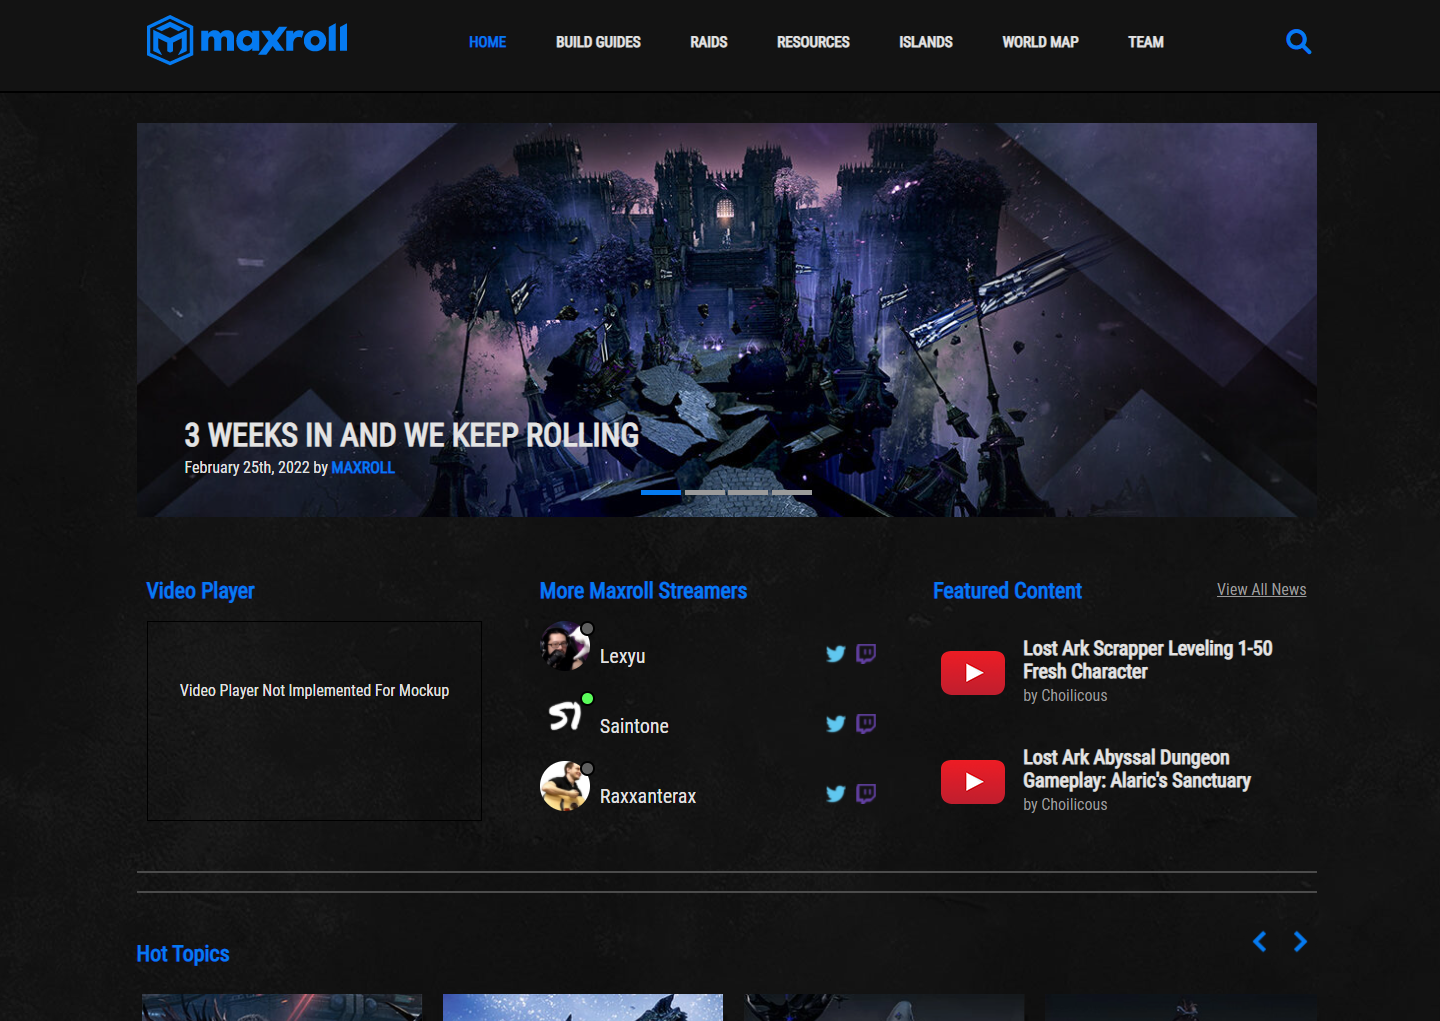 maxroll
HOME BUILD GUIDES RAIDS RESOURCES ISLANDS WORLD MAP TEAM
3 WEEKS IN AND WE KEEP ROLLING
February 25th, 2022 by MAXROLL
Video Player
Video Player Not Implemented For Mockup
More Maxroll Streamers
Lexyu
Saintone
Raxxanterax
Featured Content
View All News
Lost Ark Scrapper Leveling 1-50
Fresh Character
by Choilicous
Lost Ark Abyssal Dungeon
Gameplay: Alaric's Sanctuary
by Choilicous
Hot Topics